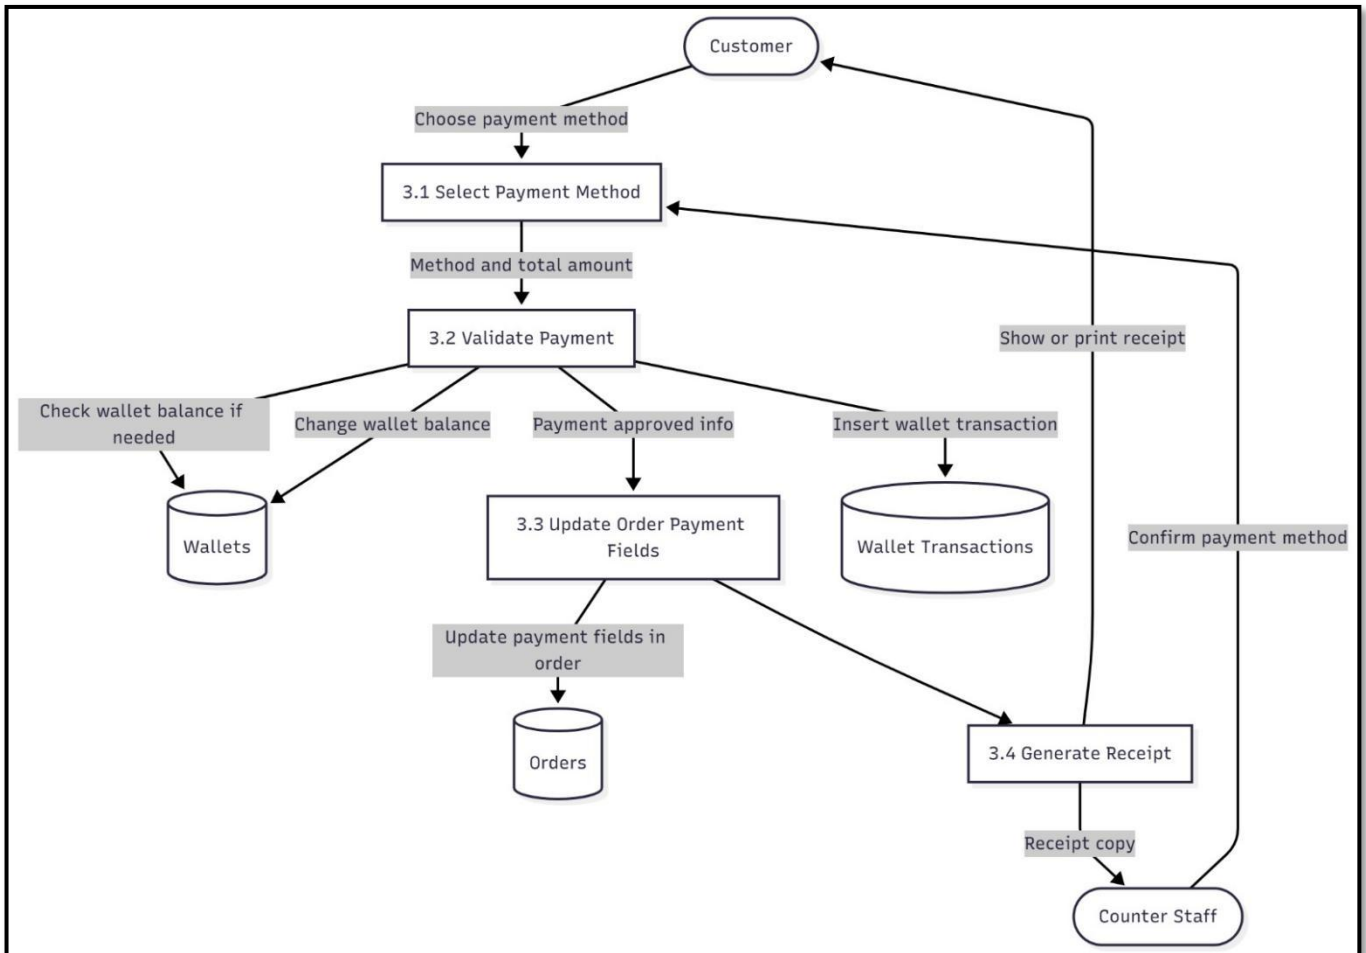 Customer
Choose payment method
3.1 Select Payment Method
Method and total amount
3.2 Validate Payment
Show or print receipt
Check wallet balance if
needed
Change wallet balance
Payment approved info
Insert wallet transaction
3.3 Update Order Payment
Fields
Wallets
Wallet Transactions
Confirm payment method
Update payment fields in
order
Orders
3.4 Generate Receipt
Receipt copy
Counter Staff